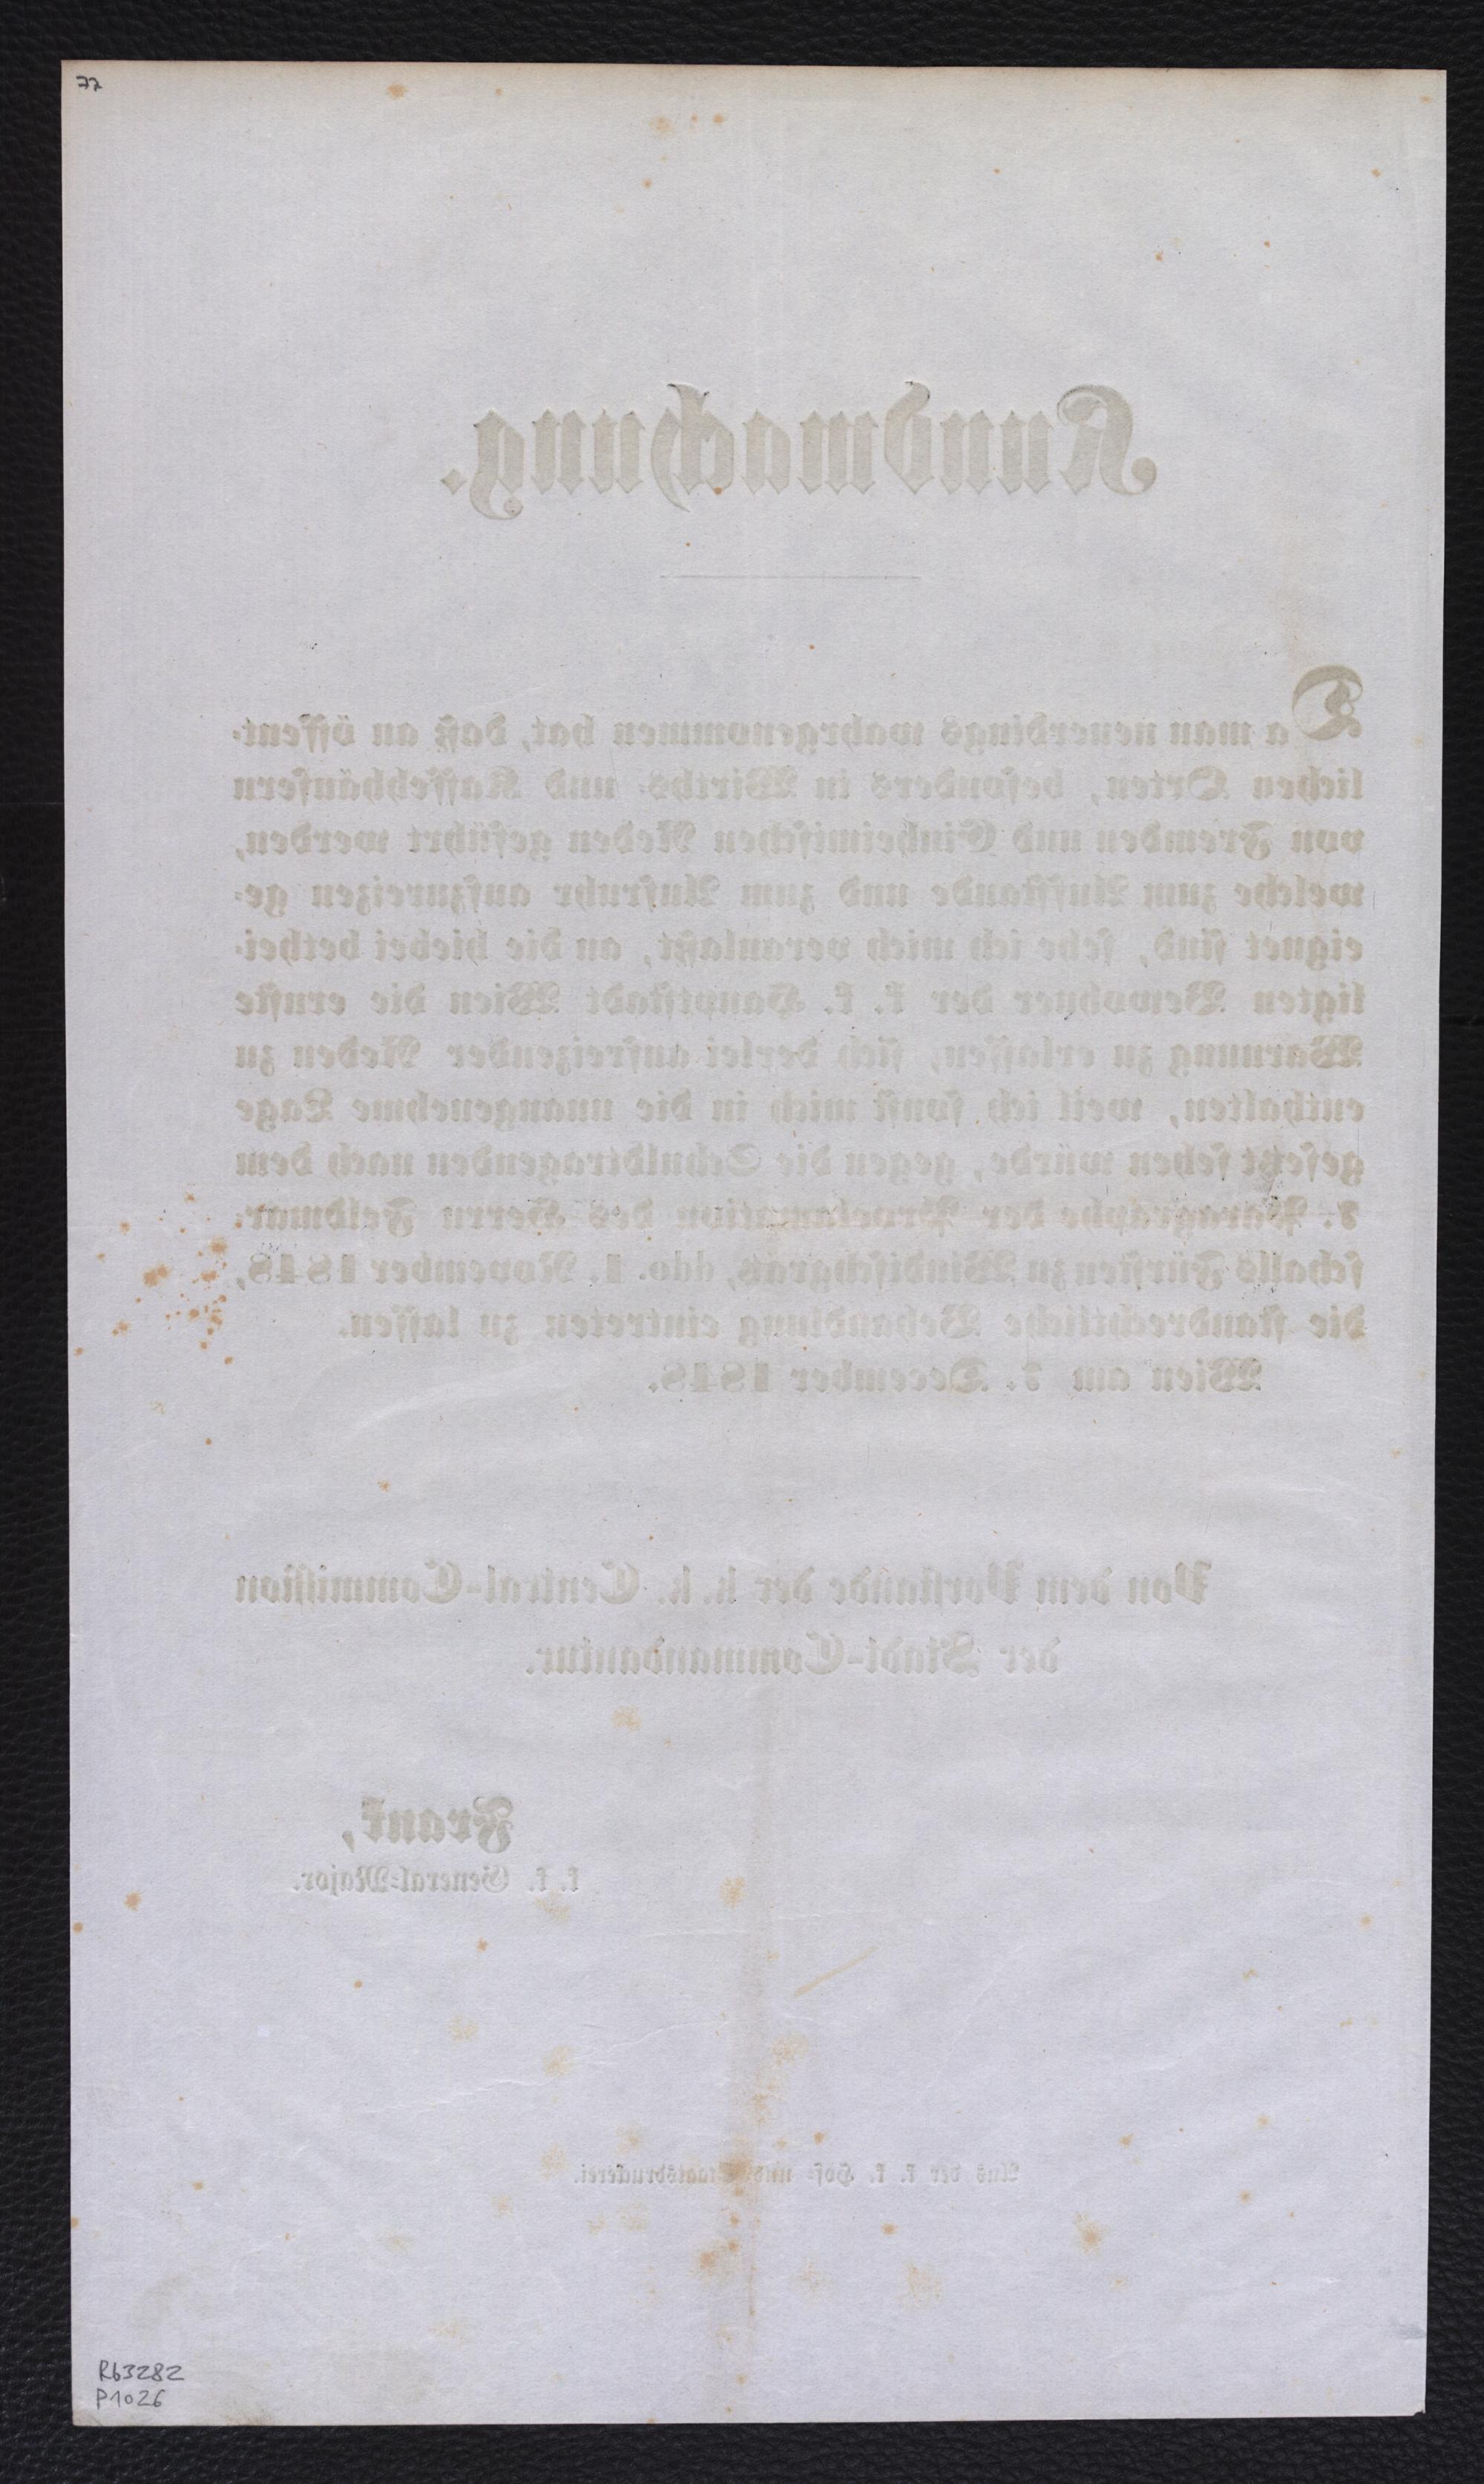 77
Kundmachung.
Da man neuerdings wahrgenommen hat, daß an öffent-
lichen Orten, besonders in Wirths- und Kaffehhäusern
von Fremden und Einheimischen Reden geführt werden,
welche zum Aufstande und zum Aufruhr aufzureizen ge-
eignet sind, sehe ich mich veranlaßt, an die hiebei bethei-
ligten Bewohner der k. k. Hauptstadt Wien die ernste
Warnung zu erlassen, sich derlei aufreizender Reden zu
enthalten, weil ich sonst mich in die unangenehme Lage
gesetzt sehen würde, gegen die Schuldtragenden nach dem
7. Paragraphe der Proclamation des Herrn Feldmar-
schalls Fürsten zu Windischgrätz, ddo. 1. November 1848,
die standrechtliche Behandlung eintreten zu lassen.
Wien am 7. December 1848.
Von dem Vorstande der k. k. Central-Commission
der Stadt-Commandantur.
Frank,
k. k. General-Major.
Aus der k. k. Hof- und Staatsdruckerei.
R63282
P1026